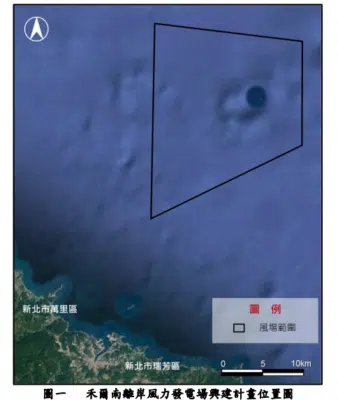 新北市萬里區
新北市瑞芳區
圖 例
風場範圍
0 5 10km
圖一 禾爾南離岸風力發電場興建計畫位置圖